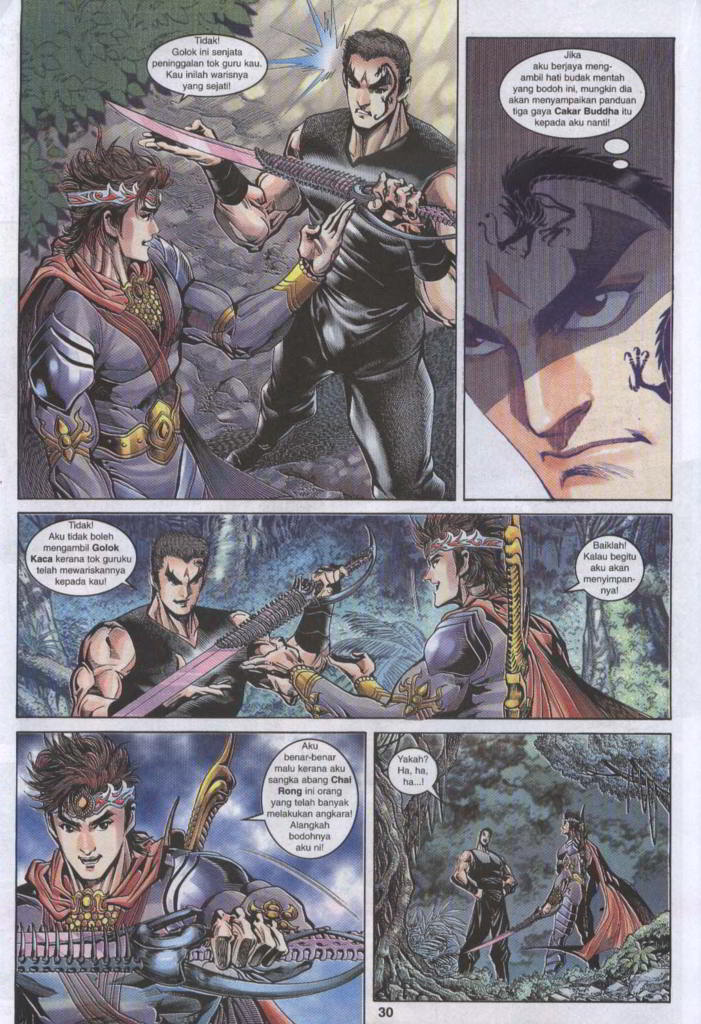 Tidak!
Golok ini senjata
peninggalan tok guru kau.
Kau inilah warisnya
yang sejati!
Jika
aku berjaya meng-
ambil hati budak mentah
yang bodoh ini, mungkin dia
akan menyampaikan panduan
tiga gaya Cakar Buddha itu
kepada aku nanti!
Tidak!
Aku tidak boleh
mengambil Golok
Kaca kerana tok guruku
telah mewariskannya
kepada kau!
Baiklah!
Kalau begitu
aku akan
menyimpan-
nya!
Aku
benar-benar
malu kerana aku
sangka abang Chai
Rong ini orang
yang telah banyak
melakukan angkara!
Alangkah
bodohnya
aku ni!
Yakah?
Ha, ha,
ha...!
30